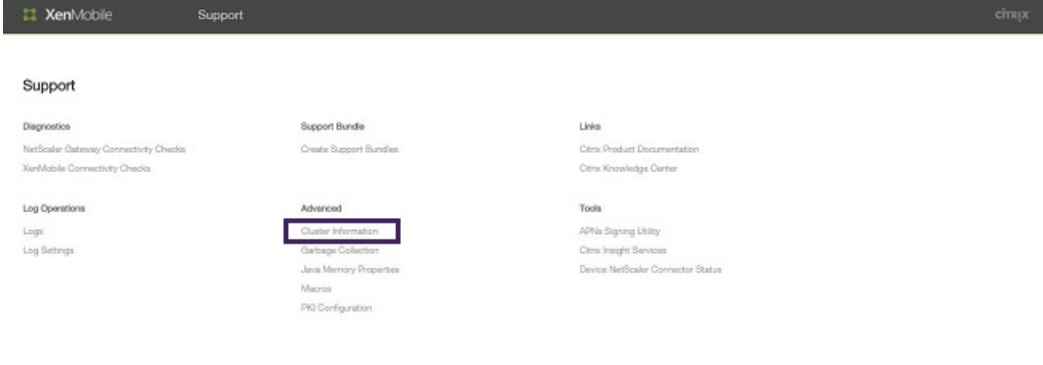 XenMobile Support citrix
Support
Diagnostics
NetScaler Gateway Connectivity Checks
XenMobile Connectivity Checks
Support Bundle
Create Support Bundles
Links
Citrix Product Documentation
Citrix Knowledge Center
Log Operations
Logs
Log Settings
Advanced
Cluster Information
Garbage Collection
Java Memory Properties
Macros
PKI Configuration
Tools
APNs Signing Utility
Citrix Insight Services
Device NetScaler Connector Status